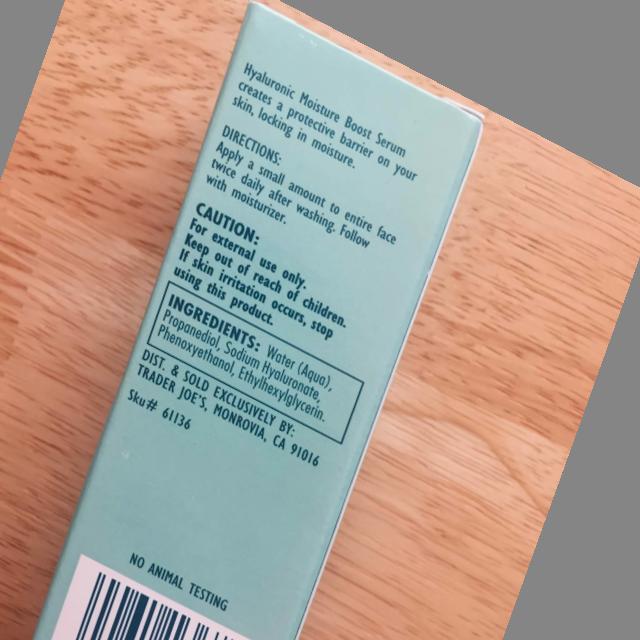 Hyaluronic Moisture Boost Serum
creates a protective barrier on your
skin, locking in moisture.
DIRECTIONS:
Apply a small amount to entire face
twice daily after washing. Follow
with moisturizer.
CAUTION:
For external use only.
Keep out of reach of children.
If skin irritation occurs, stop
using this product.
INGREDIENTS: Water (Aqua),
Propanediol, Sodium Hyaluronate,
Phenoxyethanol, Ethylhexylglycerin.
DIST. & SOLD EXCLUSIVELY BY:
TRADER JOE'S, MONROVIA, CA 91016
Sku# 61136
NO ANIMAL TESTING